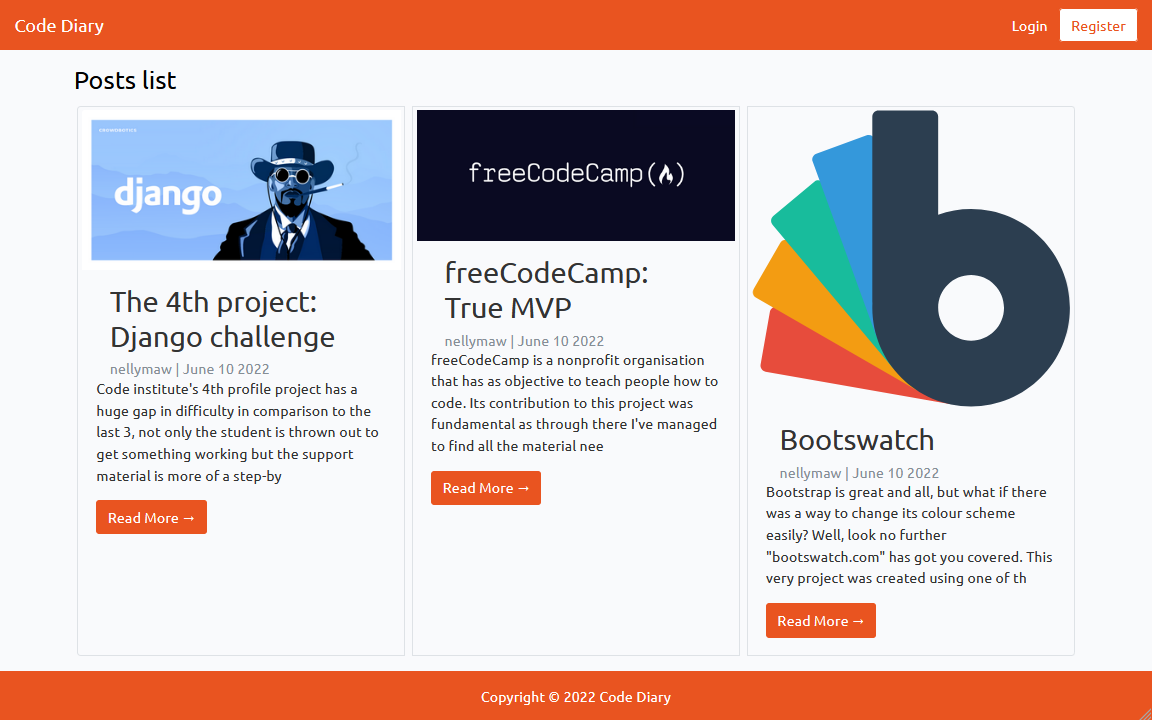 Code Diary
Login
Register
Posts list
django
The 4th project:
Django challenge
nellymaw | June 10 2022
Code institute's 4th profile project has a
huge gap in difficulty in comparison to the
last 3, not only the student is thrown out to
get something working but the support
material is more of a step-by
Read More →
freeCodeCamp(🔥)
freeCodeCamp:
True MVP
nellymaw | June 10 2022
freeCodeCamp is a nonprofit organisation
that has as objective to teach people how to
code. Its contribution to this project was
fundamental as through there I've managed
to find all the material nee
Read More →
b
Bootswatch
nellymaw | June 10 2022
Bootstrap is great and all, but what if there
was a way to change its colour scheme
easily? Well, look no further
"bootswatch.com" has got you covered. This
very project was created using one of th
Read More →
Copyright © 2022 Code Diary